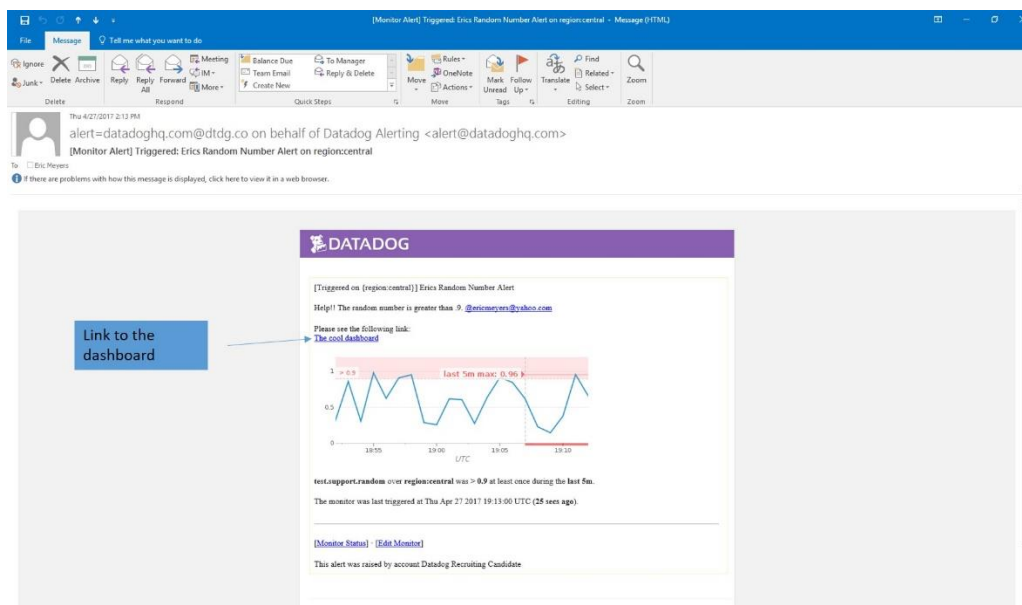 [Monitor Alert] Triggered: Erics Random Number Alert on region:central - Message (HTML)
File Message Tell me what you want to do
Ignore
Junk
Delete Archive
Reply Reply All Forward
Meeting
IM
More
Balance Due
Team Email
Create New
To Manager
Reply & Delete
Move
Rules
OneNote
Actions
Mark Unread
Follow Up
Translate
Find
Related
Select
Zoom
Delete Respond Quick Steps Move Tags Editing Zoom
Thu 4/27/2017 2:13 PM
alert=datadoghq.com@dtdg.co on behalf of Datadog Alerting <alert@datadoghq.com>
[Monitor Alert] Triggered: Erics Random Number Alert on region:central
To Eric Meyers
If there are problems with how this message is displayed, click here to view it in a web browser.
DATADOG
[Triggered on {region:central}] Erics Random Number Alert
Help!! The random number is greater than .9. @ericmeyers@yahoo.com
Please see the following link:
The cool dashboard
Link to the
dashboard
1 > 0.9 last 5m max: 0.96
0.5
0
18:55 19:00 19:05 19:10
UTC
test.support.random over region:central was > 0.9 at least once during the last 5m.
The monitor was last triggered at Thu Apr 27 2017 19:13:00 UTC (25 secs ago).
[Monitor Status] · [Edit Monitor]
This alert was raised by account Datadog Recruiting Candidate